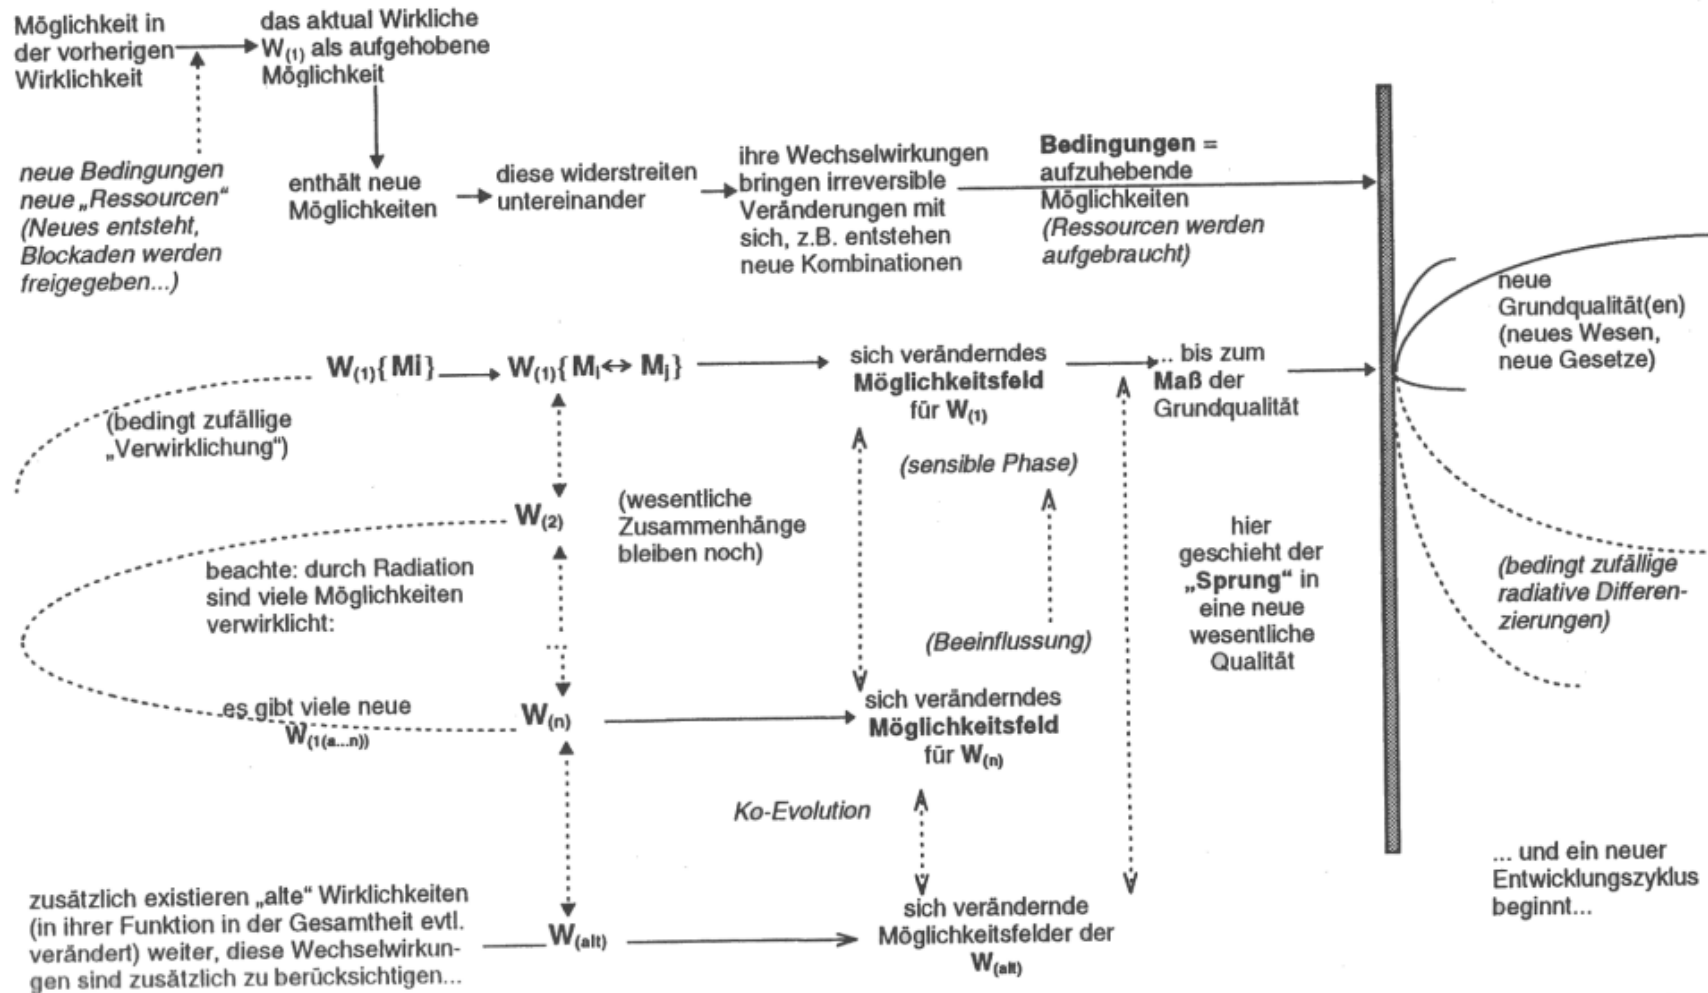 Möglichkeit in
der vorherigen
Wirklichkeit
das aktual Wirkliche
W(1) als aufgehobene
Möglichkeit
neue Bedingungen
neue „Ressourcen“
(Neues entsteht,
Blockaden werden
freigegeben...)
enthält neue
Möglichkeiten
diese widerstreiten
untereinander
ihre Wechselwirkungen
bringen irreversible
Veränderungen mit
sich, z.B. entstehen
neue Kombinationen
Bedingungen =
aufzuhebende
Möglichkeiten
(Ressourcen werden
aufgebraucht)
neue
Grundqualität(en)
(neues Wesen,
neue Gesetze)
W(1){Mi}
W(1){Mi↔ Mj}
sich veränderndes
Möglichkeitsfeld
für W(1)
... bis zum
Maß der
Grundqualität
(bedingt zufällige
„Verwirklichung“)
(sensible Phase)
W(2)
(wesentliche
Zusammenhänge
bleiben noch)
hier
geschieht der
„Sprung“ in
eine neue
wesentliche
Qualität
beachte: durch Radiation
sind viele Möglichkeiten
verwirklicht:
(bedingt zufällige
radiative Differen-
zierungen)
(Beeinflussung)
...
es gibt viele neue
W(1(a...n))
W(n)
sich veränderndes
Möglichkeitsfeld
für W(n)
Ko-Evolution
... und ein neuer
Entwicklungszyklus
beginnt...
zusätzlich existieren „alte“ Wirklichkeiten
(in ihrer Funktion in der Gesamtheit evtl.
verändert) weiter, diese Wechselwirkun-
gen sind zusätzlich zu berücksichtigen...
W(alt)
sich verändernde
Möglichkeitsfelder der
W(alt)